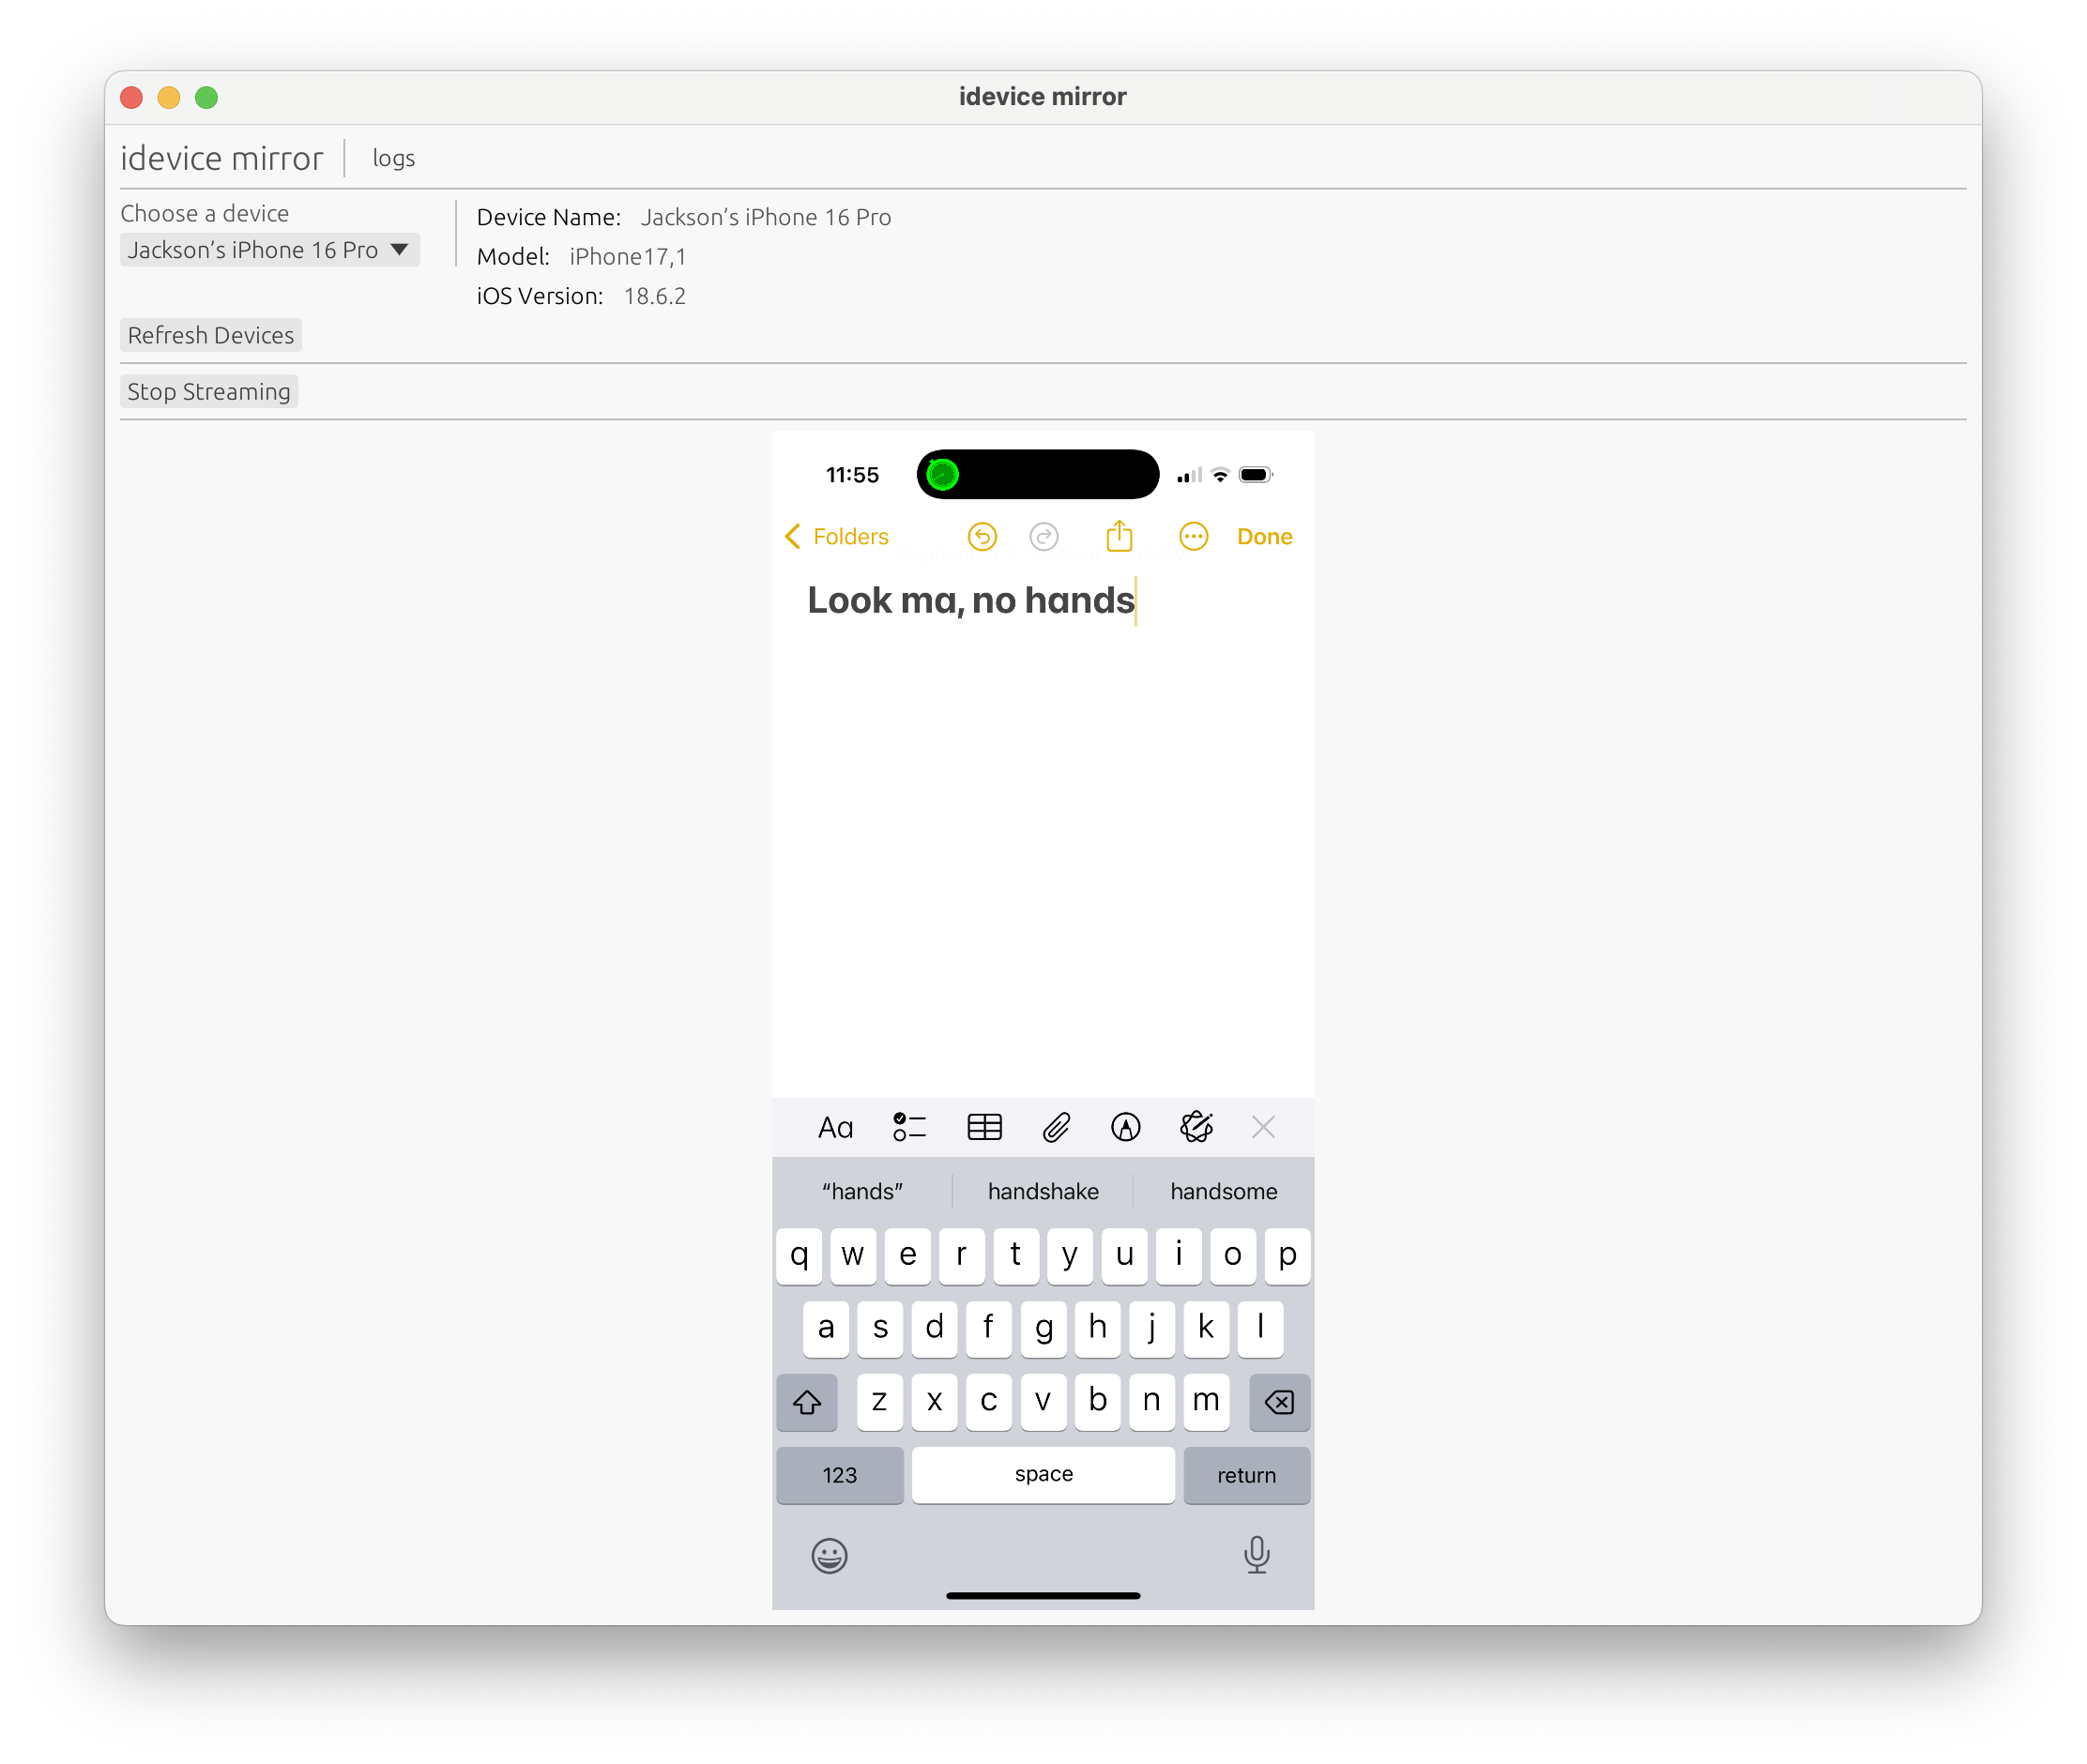 idevice mirror
idevice mirror
logs
Choose a device
Jackson’s iPhone 16 Pro
Device Name: Jackson’s iPhone 16 Pro
Model: iPhone17,1
iOS Version: 18.6.2
Refresh Devices
Stop Streaming
11:55
Folders
Done
Look ma, no hands
Aa
“hands” handshake handsome
q w e r t y u i o p
a s d f g h j k l
z x c v b n m
123 space return